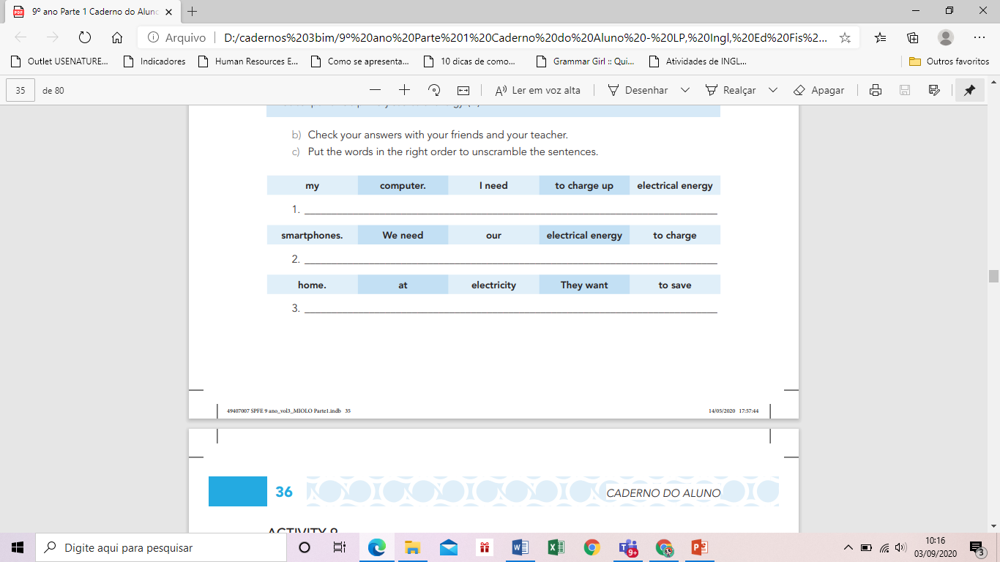 9º ano Parte 1 Caderno do Aluno
Arquivo
D:/cadernos%203bim/9º%20ano%20Parte%201%20Caderno%20do%20Aluno%20-%20LP,%20Ingl,%20Ed%20Fis%2...
Outlet USENATURE... Indicadores Human Resources E... Como se apresenta... 10 dicas de como... Grammar Girl :: Qui... Atividades de INGL... Outros favoritos
35 de 80 Ler em voz alta Desenhar Realçar Apagar
b) Check your answers with your friends and your teacher.
c) Put the words in the right order to unscramble the sentences.
my computer. I need to charge up electrical energy
1.
smartphones. We need our electrical energy to charge
2.
home. at electricity They want to save
3.
49407007 SPFE 9 ano_vol3_MIOLO Parte1.indb 35 14/05/2020 17:57:44
36 CADERNO DO ALUNO
ACTIVITY 9
Digite aqui para pesquisar
9+
10:16
03/09/2020
3